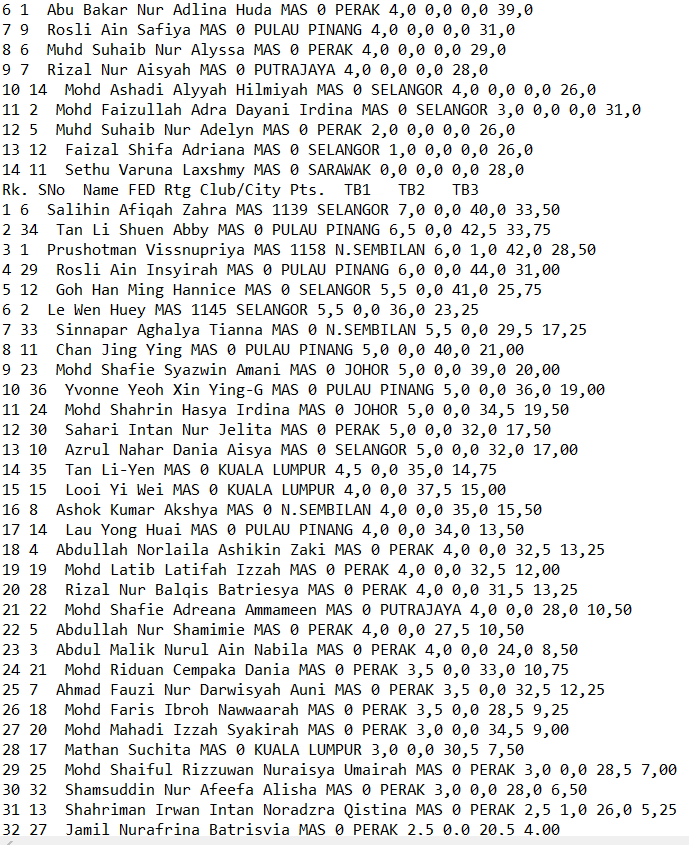 6 1  Abu Bakar Nur Adlina Huda MAS 0 PERAK 4,0 0,0 0,0 39,0
7 9  Rosli Ain Safiya MAS 0 PULAU PINANG 4,0 0,0 0,0 31,0
8 6  Muhd Suhaib Nur Alyssa MAS 0 PERAK 4,0 0,0 0,0 29,0
9 7  Rizal Nur Aisyah MAS 0 PUTRAJAYA 4,0 0,0 0,0 28,0
10 14  Mohd Ashadi Alyyah Hilmiyah MAS 0 SELANGOR 4,0 0,0 0,0 26,0
11 2  Mohd Faizullah Adra Dayani Irdina MAS 0 SELANGOR 3,0 0,0 0,0 31,0
12 5  Muhd Suhaib Nur Adelyn MAS 0 PERAK 2,0 0,0 0,0 26,0
13 12  Faizal Shifa Adriana MAS 0 SELANGOR 1,0 0,0 0,0 26,0
14 11  Sethu Varuna Laxshmy MAS 0 SARAWAK 0,0 0,0 0,0 28,0
Rk. SNo  Name FED Rtg Club/City Pts.  TB1   TB2   TB3
1 6  Salihin Afiqah Zahra MAS 1139 SELANGOR 7,0 0,0 40,0 33,50
2 34  Tan Li Shuen Abby MAS 0 PULAU PINANG 6,5 0,0 42,5 33,75
3 1  Prushotman Vissnupriya MAS 1158 N.SEMBILAN 6,0 1,0 42,0 28,50
4 29  Rosli Ain Insyirah MAS 0 PULAU PINANG 6,0 0,0 44,0 31,00
5 12  Goh Han Ming Hannice MAS 0 SELANGOR 5,5 0,0 41,0 25,75
6 2  Le Wen Huey MAS 1145 SELANGOR 5,5 0,0 36,0 23,25
7 33  Sinnapar Aghalya Tianna MAS 0 N.SEMBILAN 5,5 0,0 29,5 17,25
8 11  Chan Jing Ying MAS 0 PULAU PINANG 5,0 0,0 40,0 21,00
9 23  Mohd Shafie Syazwin Amani MAS 0 JOHOR 5,0 0,0 39,0 20,00
10 36  Yvonne Yeoh Xin Ying-G MAS 0 PULAU PINANG 5,0 0,0 36,0 19,00
11 24  Mohd Shahrin Hasya Irdina MAS 0 JOHOR 5,0 0,0 34,5 19,50
12 30  Sahari Intan Nur Jelita MAS 0 PERAK 5,0 0,0 32,0 17,50
13 10  Azrul Nahar Dania Aisya MAS 0 SELANGOR 5,0 0,0 32,0 17,00
14 35  Tan Li-Yen MAS 0 KUALA LUMPUR 4,5 0,0 35,0 14,75
15 15  Looi Yi Wei MAS 0 KUALA LUMPUR 4,0 0,0 37,5 15,00
16 8  Ashok Kumar Akshya MAS 0 N.SEMBILAN 4,0 0,0 35,0 15,50
17 14  Lau Yong Huai MAS 0 PULAU PINANG 4,0 0,0 34,0 13,50
18 4  Abdullah Norlaila Ashikin Zaki MAS 0 PERAK 4,0 0,0 32,5 13,25
19 19  Mohd Latib Latifah Izzah MAS 0 PERAK 4,0 0,0 32,5 12,00
20 28  Rizal Nur Balqis Batriesya MAS 0 PERAK 4,0 0,0 31,5 13,25
21 22  Mohd Shafie Adreana Ammameen MAS 0 PUTRAJAYA 4,0 0,0 28,0 10,50
22 5  Abdullah Nur Shamimie MAS 0 PERAK 4,0 0,0 27,5 10,50
23 3  Abdul Malik Nurul Ain Nabila MAS 0 PERAK 4,0 0,0 24,0 8,50
24 21  Mohd Riduan Cempaka Dania MAS 0 PERAK 3,5 0,0 33,0 10,75
25 7  Ahmad Fauzi Nur Darwisyah Auni MAS 0 PERAK 3,5 0,0 32,5 12,25
26 18  Mohd Faris Ibroh Nawwaarah MAS 0 PERAK 3,5 0,0 28,5 9,25
27 20  Mohd Mahadi Izzah Syakirah MAS 0 PERAK 3,0 0,0 34,5 9,00
28 17  Mathan Suchita MAS 0 KUALA LUMPUR 3,0 0,0 30,5 7,50
29 25  Mohd Shaiful Rizzuwan Nuraisya Umairah MAS 0 PERAK 3,0 0,0 28,5 7,00
30 32  Shamsuddin Nur Afeefa Alisha MAS 0 PERAK 3,0 0,0 28,0 6,50
31 13  Shahriman Irwan Intan Noradzra Qistina MAS 0 PERAK 2,5 1,0 26,0 5,25
32 27  Jamil Nurafrina Batrisyia MAS 0 PERAK 2,5 0,0 20,5 4,00